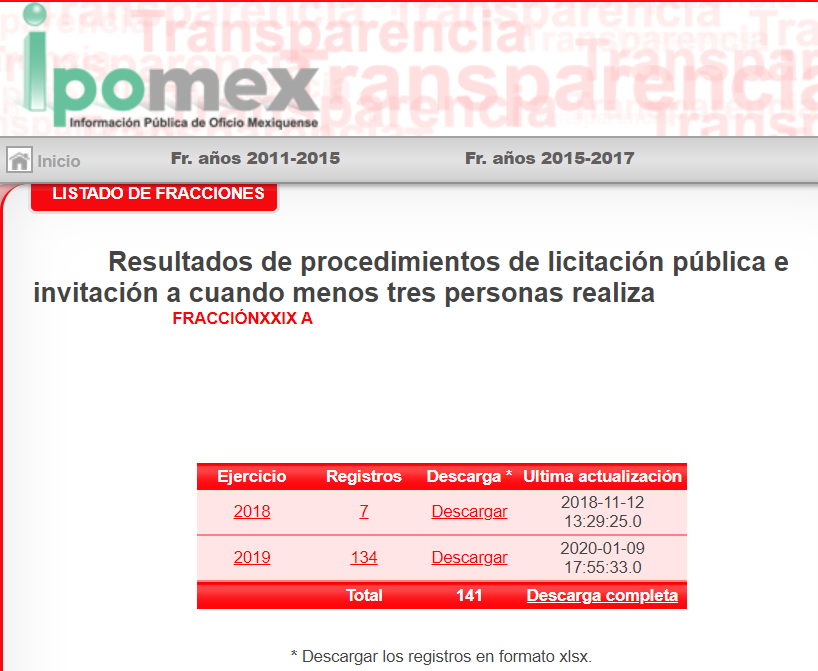 Transparencia
ipomex
Información Pública de Oficio Mexiquense
Inicio Fr. años 2011-2015 Fr. años 2015-2017
LISTADO DE FRACCIONES
Resultados de procedimientos de licitación pública e
invitación a cuando menos tres personas realiza
FRACCIÓNXXIX A
Ejercicio Registros Descarga * Ultima actualización
2018 7 Descargar 2018-11-12
13:29:25.0
2019 134 Descargar 2020-01-09
17:55:33.0
Total 141 Descarga completa
* Descargar los registros en formato xlsx.